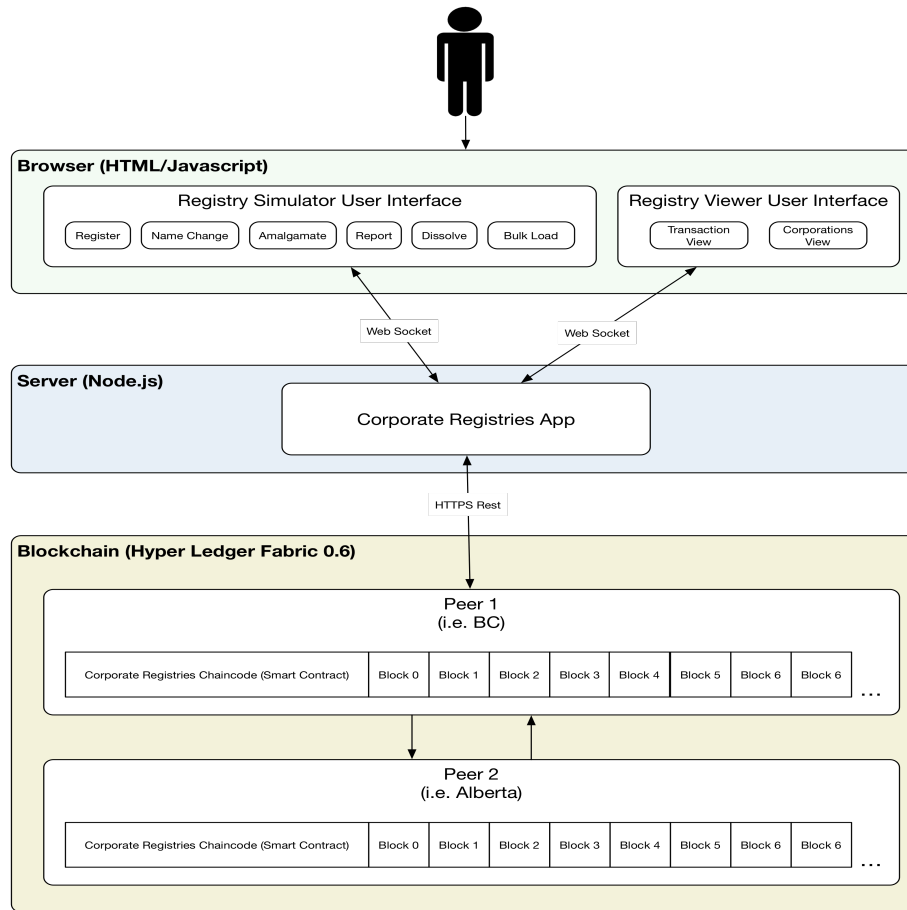 Browser (HTML/Javascript)
Registry Simulator User Interface
Register
Name Change
Amalgamate
Report
Dissolve
Bulk Load
Registry Viewer User Interface
Transaction
View
Corporations
View
Web Socket
Web Socket
Server (Node.js)
Corporate Registries App
HTTPS Rest
Blockchain (Hyper Ledger Fabric 0.6)
Peer 1
(i.e. BC)
Corporate Registries Chaincode (Smart Contract)
Block 0
Block 1
Block 2
Block 3
Block 4
Block 5
Block 6
Block 6
...
Peer 2
(i.e. Alberta)
Corporate Registries Chaincode (Smart Contract)
Block 0
Block 1
Block 2
Block 3
Block 4
Block 5
Block 6
Block 6
...